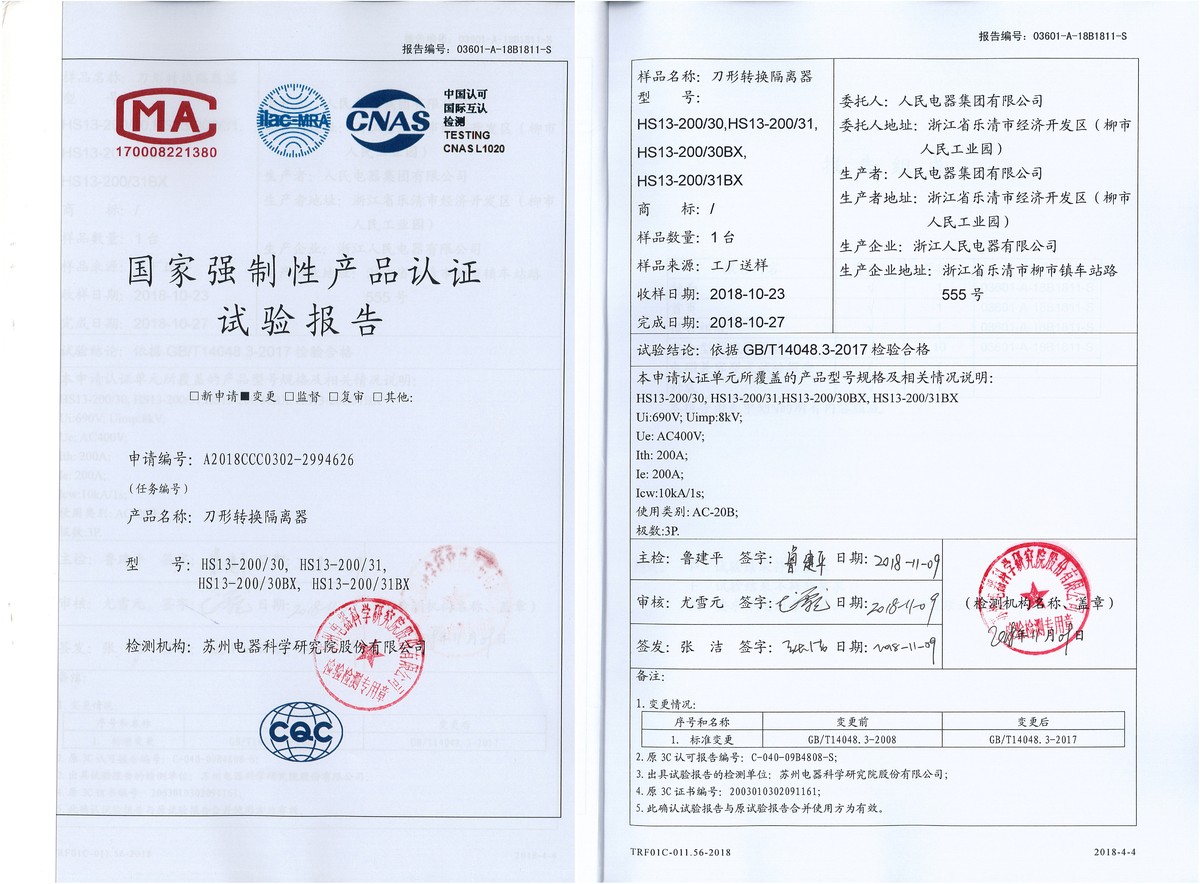 报告编号：03601-A-18B1811-S
MA
170008221380
ilac-MRA
CNAS
中国认可
国际互认
检测
TESTING
CNAS L1020
国家强制性产品认证
试验报告
□新申请■变更 □监督 □复审 □其他:
申请编号：A2018CCC0302-2994626
(任务编号)
产品名称：刀形转换隔离器
型 号：HS13-200/30, HS13-200/31,
HS13-200/30BX, HS13-200/31BX
检测机构：苏州电器科学研究院股份有限公司
检验检测专用章
CQC
报告编号：03601-A-18B1811-S
样品名称：刀形转换隔离器
型 号:
HS13-200/30,HS13-200/31,
HS13-200/30BX,
HS13-200/31BX
商 标：/
样品数量：1 台
样品来源：工厂送样
收样日期：2018-10-23
完成日期：2018-10-27
委托人：人民电器集团有限公司
委托人地址：浙江省乐清市经济开发区（柳市
人民工业园）
生产者：人民电器集团有限公司
生产者地址：浙江省乐清市经济开发区（柳市
人民工业园）
生产企业：浙江人民电器有限公司
生产企业地址：浙江省乐清市柳市镇车站路
555 号
试验结论：依据 GB/T14048.3-2017 检验合格
本申请认证单元所覆盖的产品型号规格及相关情况说明:
HS13-200/30, HS13-200/31,HS13-200/30BX, HS13-200/31BX
Ui:690V; Uimp:8kV;
Ue: AC400V;
Ith: 200A;
Ie: 200A;
Icw:10kA/1s;
使用类别: AC-20B;
极数:3P.
主检：鲁建平 签字：鲁建平 日期：2018-11-09
审核：尤雪元 签字： 日期：2018-11-09
签发：张 洁 签字： 日期：2018-11-09
（检测机构名称、盖章）
2018年11月09日
检验检测专用章
备注:
1.变更情况:
序号和名称 变更前 变更后
1. 标准变更 GB/T14048.3-2008 GB/T14048.3-2017
2.原 3C 认可报告编号：C-040-09B4808-S;
3.出具试验报告的检测单位：苏州电器科学研究院股份有限公司;
4.原 3C 证书编号：2003010302091161;
5.此确认试验报告与原试验报告合并使用方为有效。
TRF01C-011.56-2018
2018-4-4